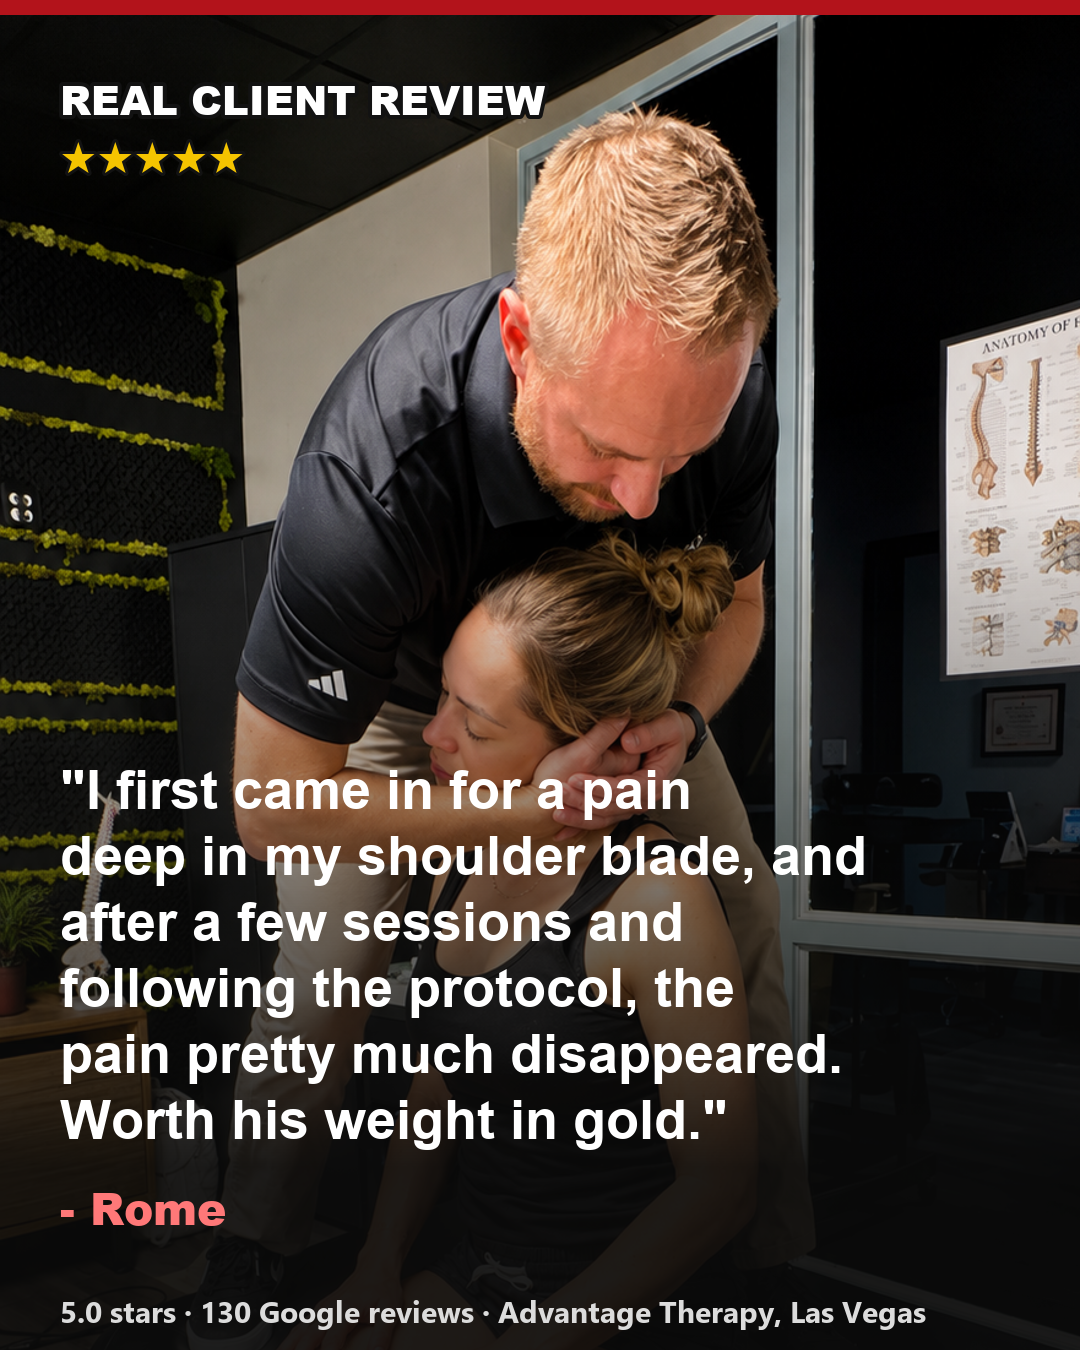 REAL CLIENT REVIEW
★★★★★
ANATOMY OF
"I first came in for a pain
deep in my shoulder blade, and
after a few sessions and
following the protocol, the
pain pretty much disappeared.
Worth his weight in gold."
- Rome
5.0 stars · 130 Google reviews · Advantage Therapy, Las Vegas